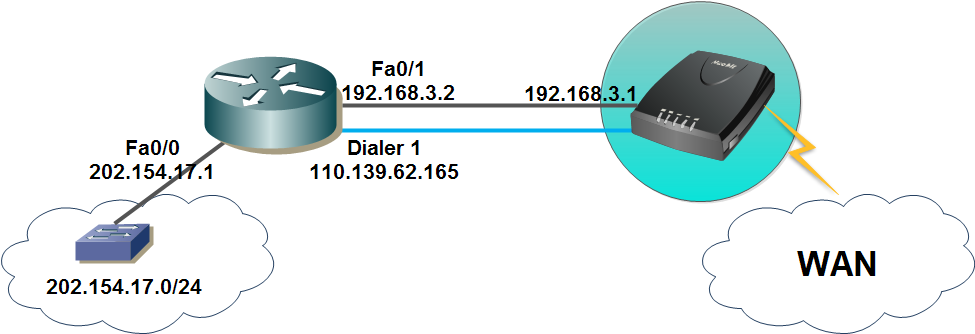 Fa0/1
192.168.3.2
192.168.3.1
Fa0/0
202.154.17.1
Dialer 1
110.139.62.165
202.154.17.0/24
WAN